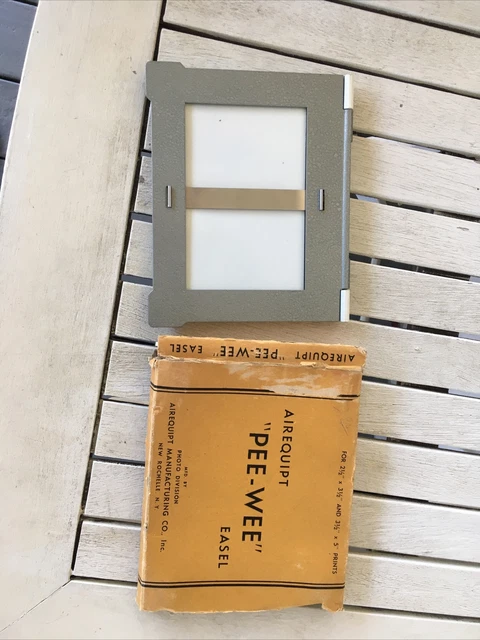 AIREQUIPT "PEE-WEE" EASEL
FOR 2½" x 3½" AND 3½" x 5" PRINTS
AIREQUIPT
"PEE-WEE"
EASEL
MFD. BY
PHOTO DIVISION
AIREQUIPT MANUFACTURING CO., Inc.
NEW ROCHELLE N. Y.